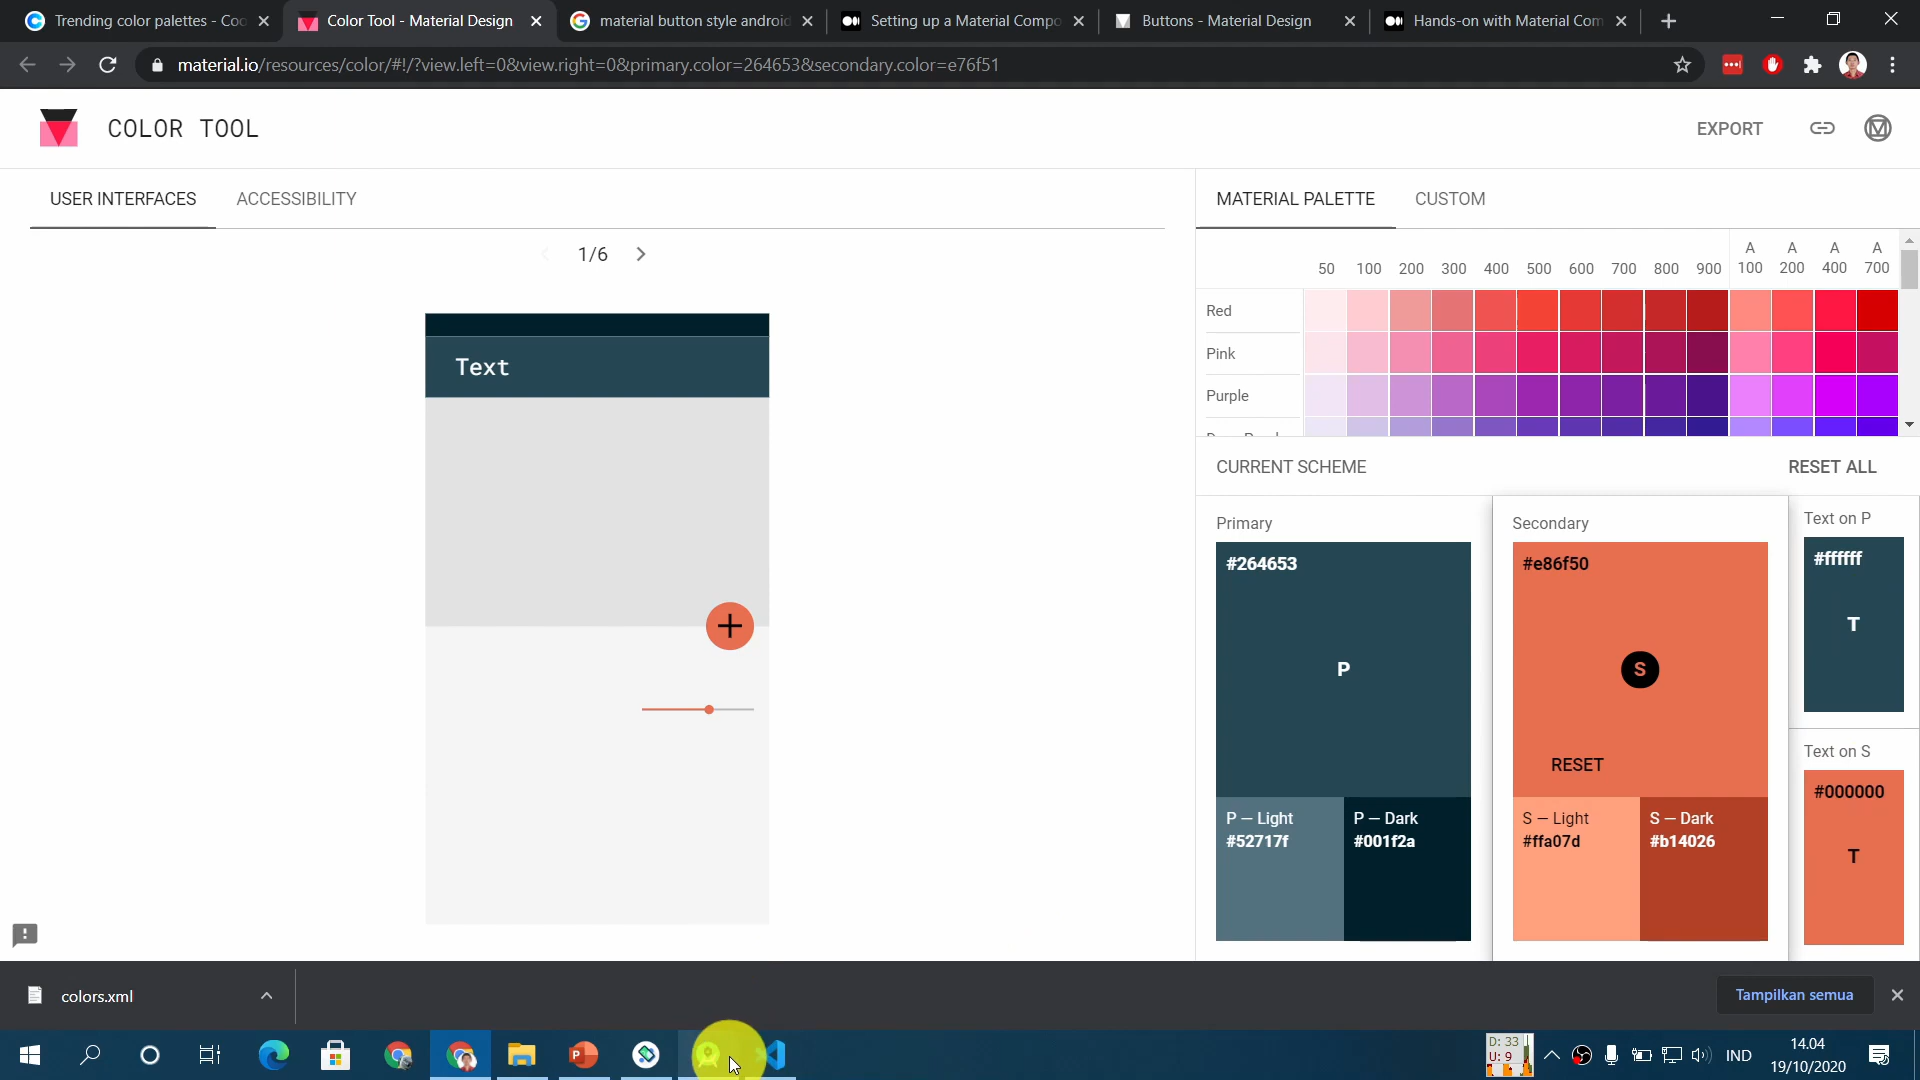 Trending color palettes - Coo
Color Tool - Material Design
material button style android
Setting up a Material Compo
Buttons - Material Design
Hands-on with Material Com
material.io/resources/color/#!/?view.left=0&view.right=0&primary.color=264653&secondary.color=e76f51
COLOR TOOL
EXPORT
USER INTERFACES
ACCESSIBILITY
MATERIAL PALETTE
CUSTOM
1/6
50 100 200 300 400 500 600 700 800 900 A 100 A 200 A 400 A 700
Red
Pink
Purple
Text
CURRENT SCHEME
RESET ALL
Primary
#264653
P
P — Light
#52717f
P — Dark
#001f2a
Secondary
#e86f50
S
RESET
S — Light
#ffa07d
S — Dark
#b14026
Text on P
#ffffff
T
Text on S
#000000
T
colors.xml
Tampilkan semua
D: 33
U: 9
IND
14.04
19/10/2020